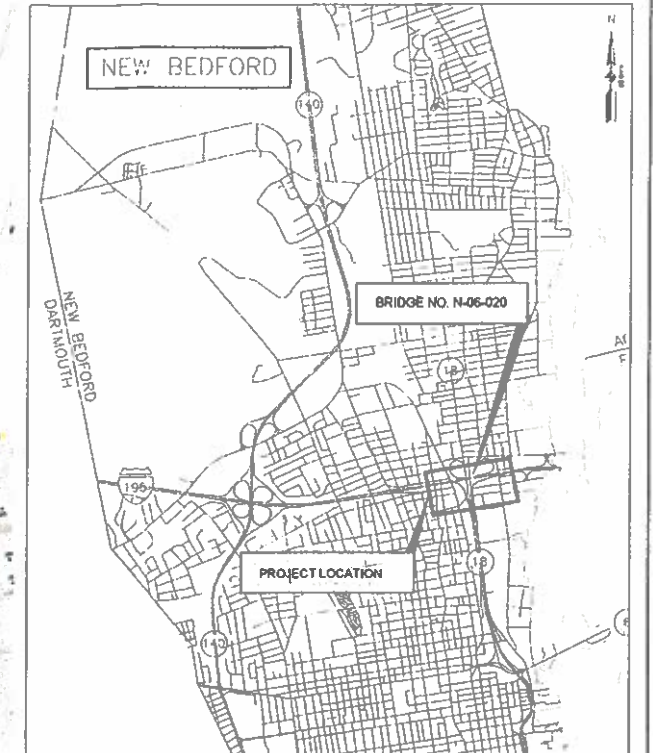 N
NEW BEDFORD
140
NEW BEDFORD
DARTMOUTH
BRIDGE NO. N-06-020
18
195
PROJECT LOCATION
18
140